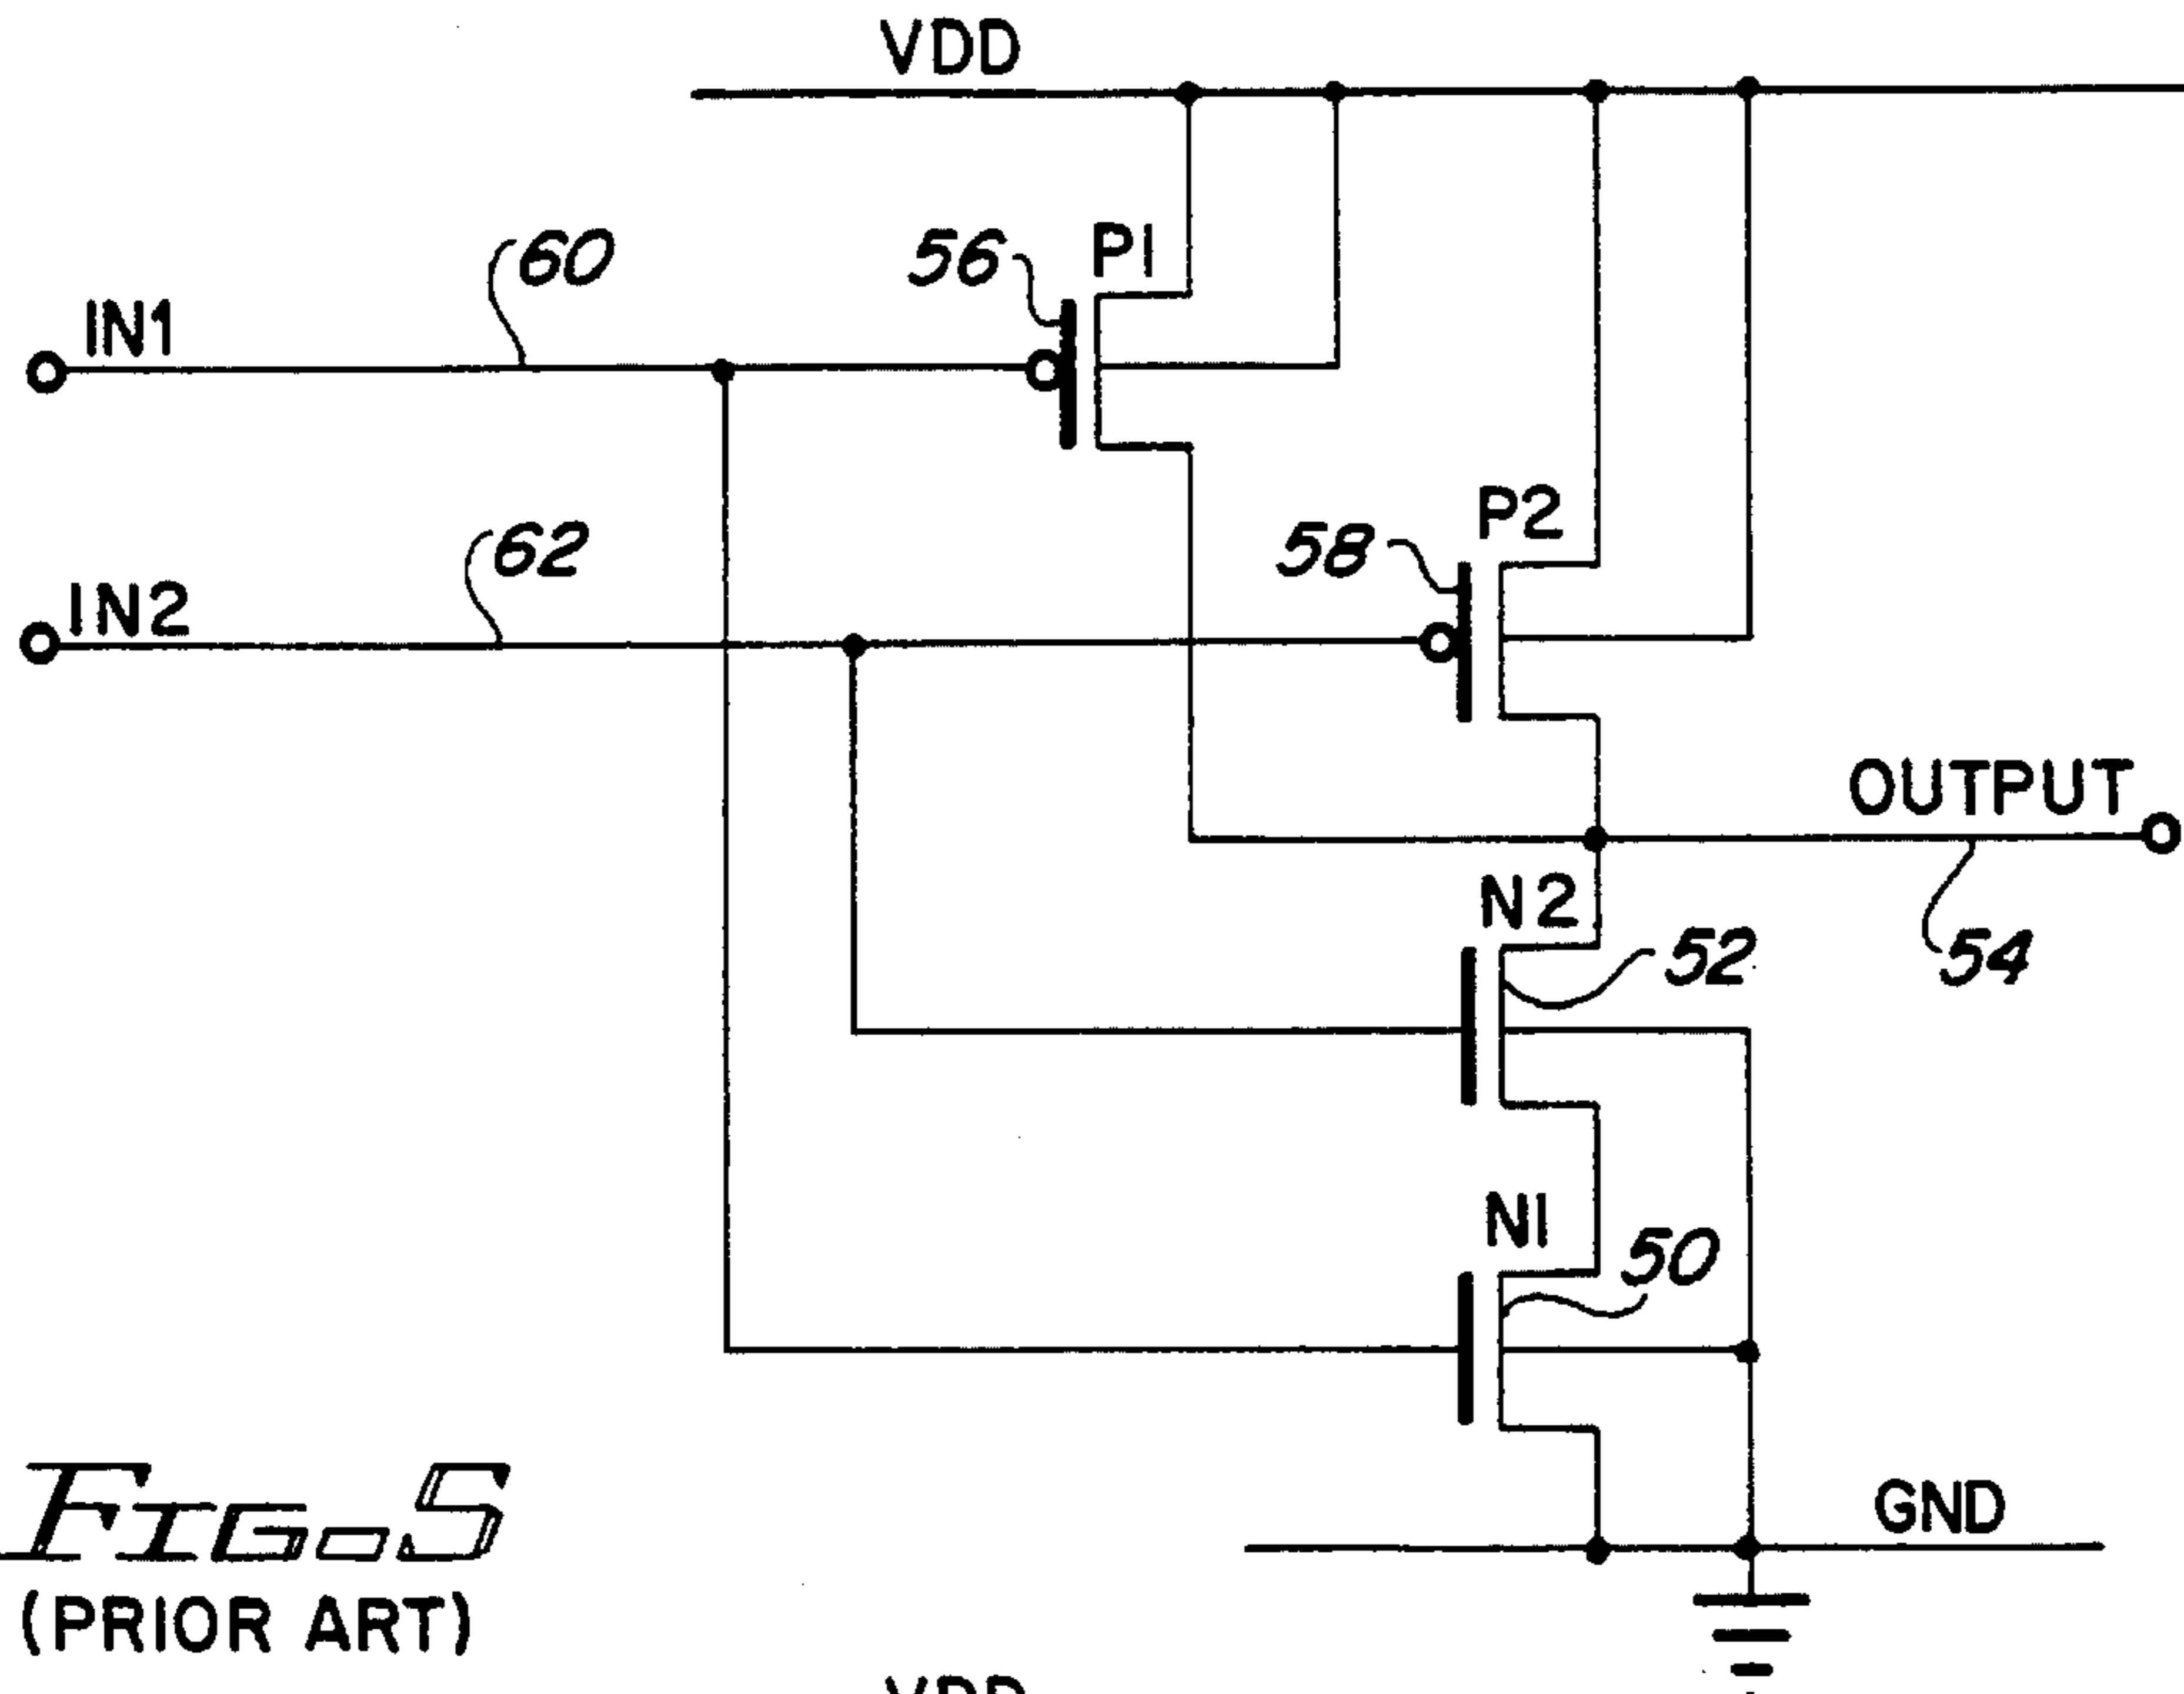 VDD
60
56
P1
IN1
62
58
P2
IN2
OUTPUT
N2
52
54
N1
50
GND
FIG. 5
(PRIOR ART)
VDD